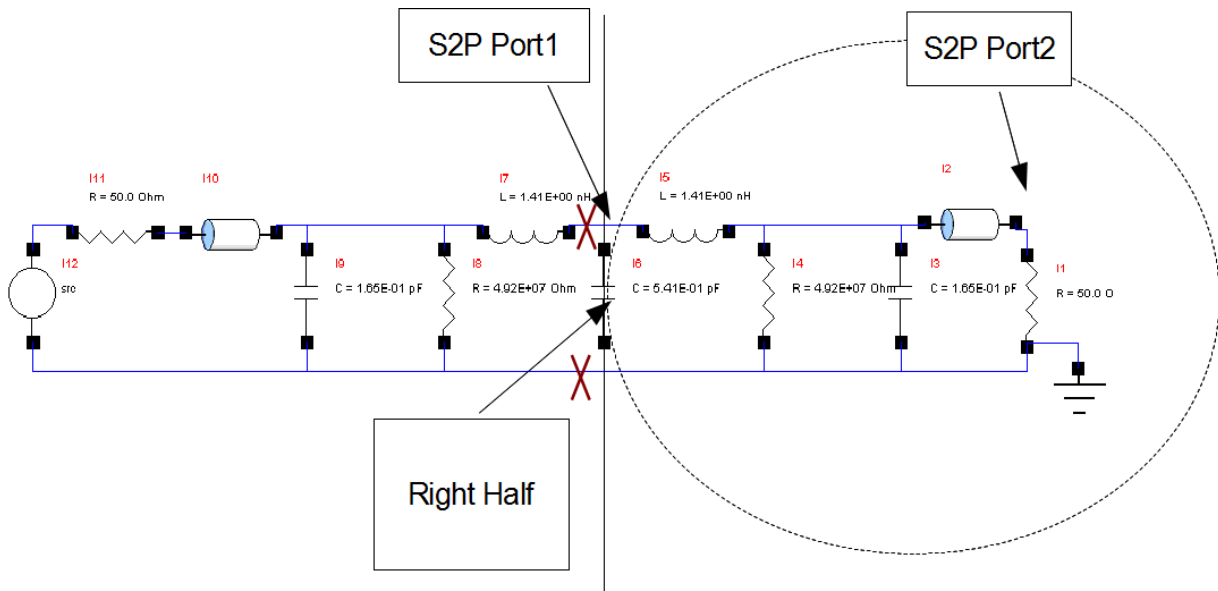 S2P Port1
S2P Port2
I11
R = 50.0 Ohm
I10
I7
L = 1.41E+00 nH
I5
L = 1.41E+00 nH
I2
I12
src
I9
C = 1.65E-01 pF
I8
R = 4.92E+07 Ohm
I6
C = 5.41E-01 pF
I4
R = 4.92E+07 Ohm
I3
C = 1.65E-01 pF
I1
R = 50.0 O
Right Half